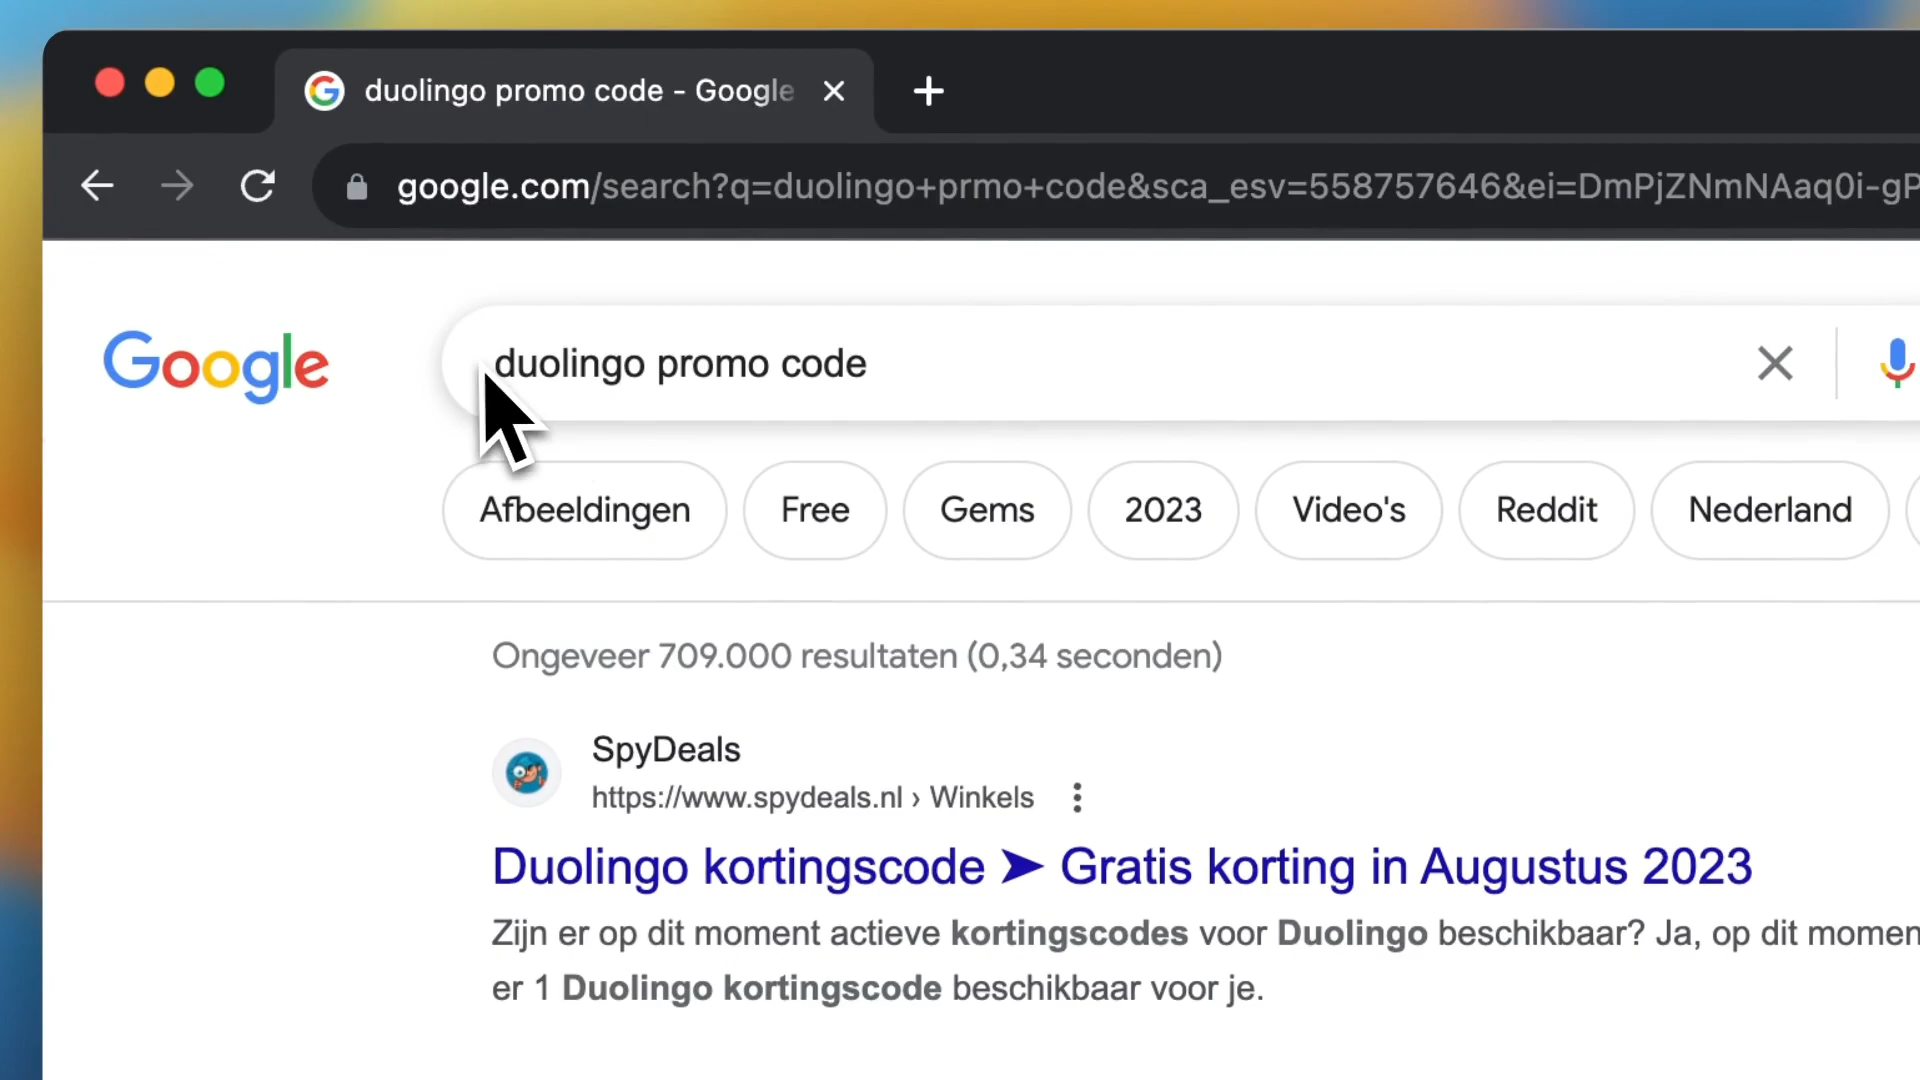 duolingo promo code - Google
google.com/search?q=duolingo+prmo+code&sca_esv=558757646&ei=DmPjZNmNAaq0i-gP
Google
duolingo promo code
Afbeeldingen
Free
Gems
2023
Video's
Reddit
Nederland
Ongeveer 709.000 resultaten (0,34 seconden)
SpyDeals
https://www.spydeals.nl › Winkels
Duolingo kortingscode ➤ Gratis korting in Augustus 2023
Zijn er op dit moment actieve kortingscodes voor Duolingo beschikbaar? Ja, op dit momen
er 1 Duolingo kortingscode beschikbaar voor je.